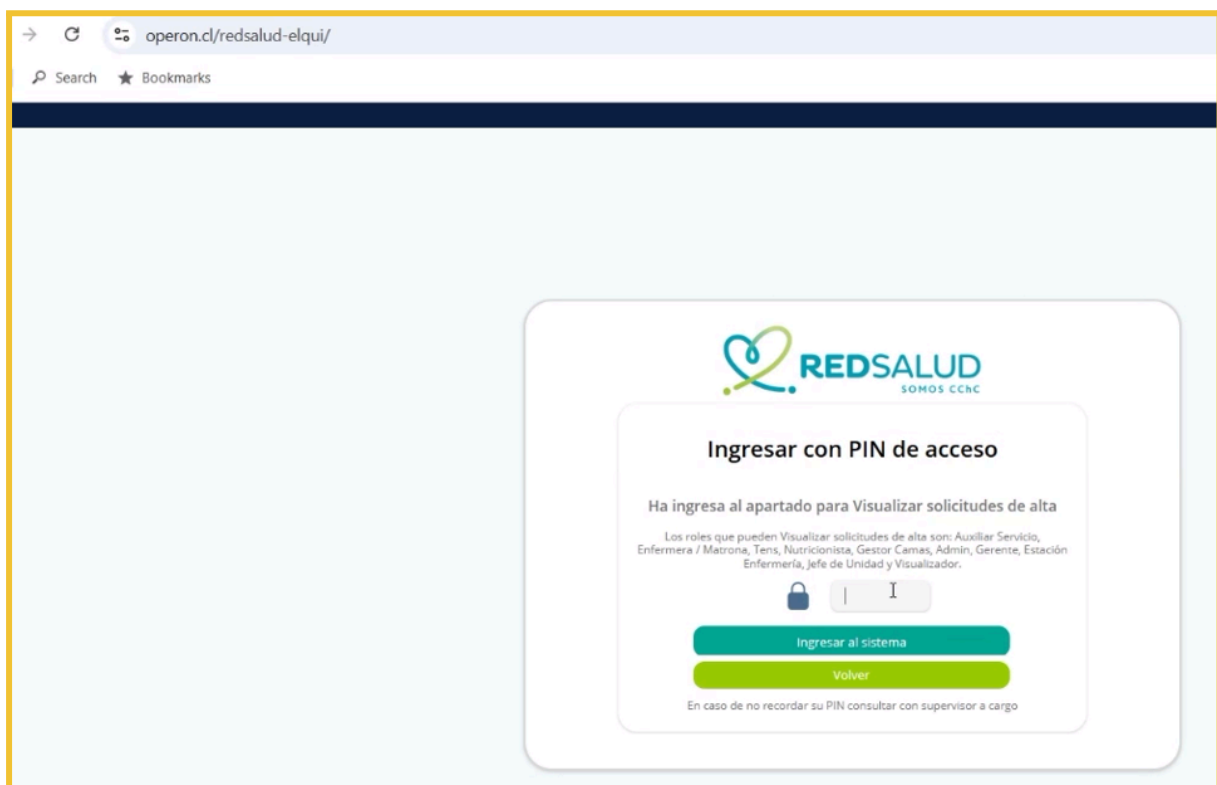 operon.cl/redsalud-elqui/
Search Bookmarks
REDSALUD
SOMOS CChC
Ingresar con PIN de acceso
Ha ingresa al apartado para Visualizar solicitudes de alta
Los roles que pueden Visualizar solicitudes de alta son: Auxiliar Servicio,
Enfermera / Matrona, Tens, Nutricionista, Gestor Camas, Admin, Gerente, Estación
Enfermería, Jefe de Unidad y Visualizador.
Ingresar al sistema
Volver
En caso de no recordar su PIN consultar con supervisor a cargo